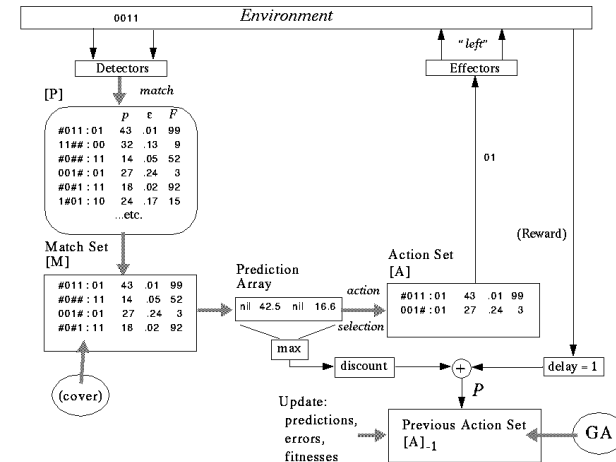 0011
Environment
"left"
Detectors
Effectors
[P]
match
p ε F
#011:01 43 .01 99
11##:00 32 .13 9
#0##:11 14 .05 52
001#:01 27 .24 3
#0#1:11 18 .02 92
1#01:10 24 .17 15
...etc.
01
(Reward)
Match Set
[M]
#011:01 43 .01 99
#0##:11 14 .05 52
001#:01 27 .24 3
#0#1:11 18 .02 92
Prediction
Array
nil 42.5 nil 16.6
action
selection
Action Set
[A]
#011:01 43 .01 99
001#:01 27 .24 3
max
discount
+
delay = 1
(cover)
P
Update:
predictions,
errors,
fitnesses
Previous Action Set
[A]-1
GA